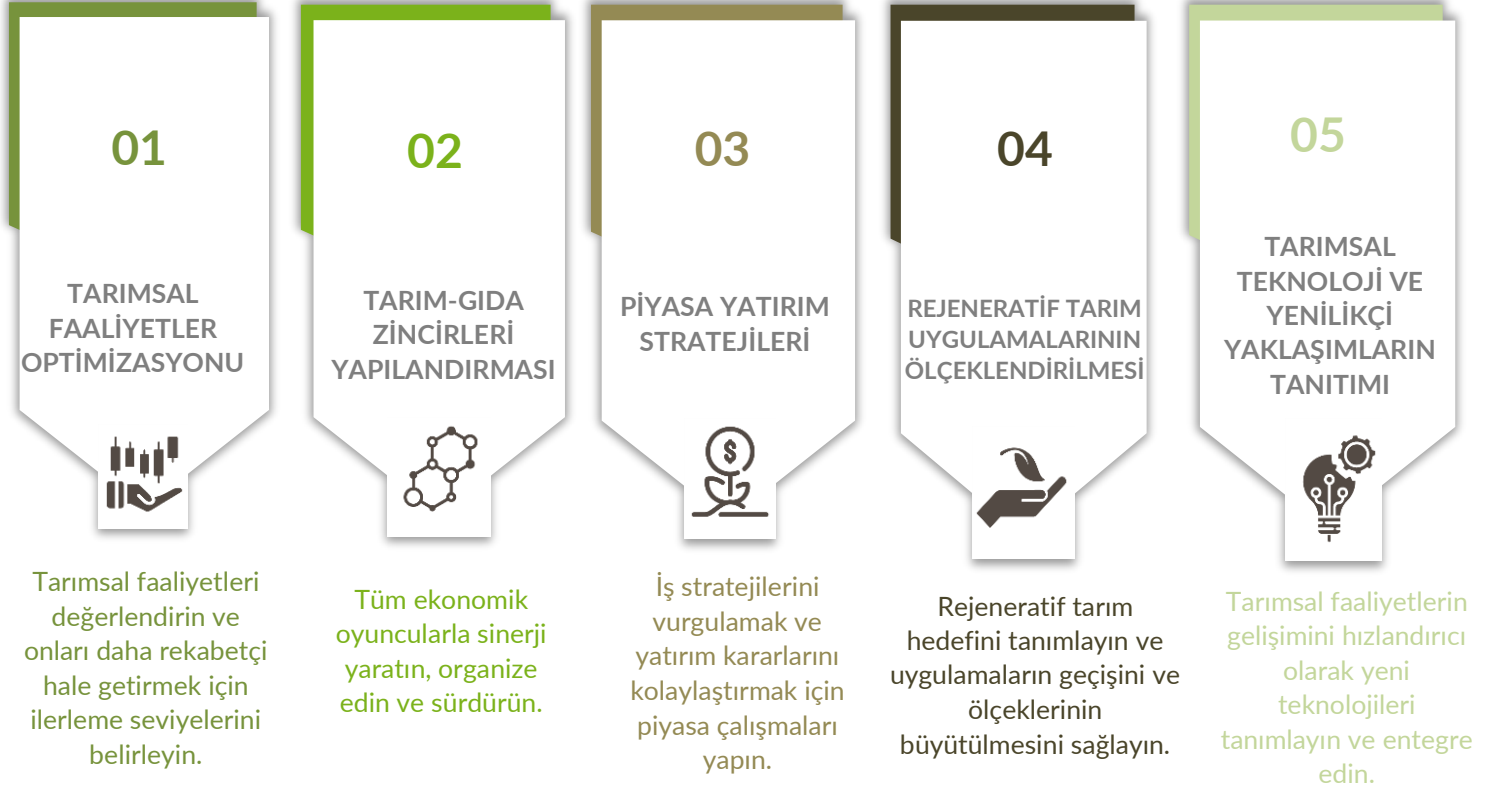 01
TARIMSAL
FAALİYETLER
OPTİMİZASYONU
Tarımsal faaliyetleri
değerlendirin ve
onları daha rekabetçi
hale getirmek için
ilerleme seviyelerini
belirleyin.
02
TARIM-GIDA
ZİNCİRLERİ
YAPILANDIRMASI
Tüm ekonomik
oyuncularla sinerji
yaratın, organize
edin ve sürdürün.
03
PİYASA YATIRIM
STRATEJİLERİ
$
İş stratejilerini
vurgulamak ve
yatırım kararlarını
kolaylaştırmak için
piyasa çalışmaları
yapın.
04
REJENERATİF TARIM
UYGULAMALARININ
ÖLÇEKLENDİRİLMESİ
Rejeneratif tarım
hedefini tanımlayın ve
uygulamaların geçişini ve
ölçeklerinin
büyütülmesini sağlayın.
05
TARIMSAL
TEKNOLOJİ VE
YENİLİKÇİ
YAKLAŞIMLARIN
TANITIMI
Tarımsal faaliyetlerin
gelişimini hızlandırıcı
olarak yeni
teknolojileri
tanımlayın ve entegre
edin.